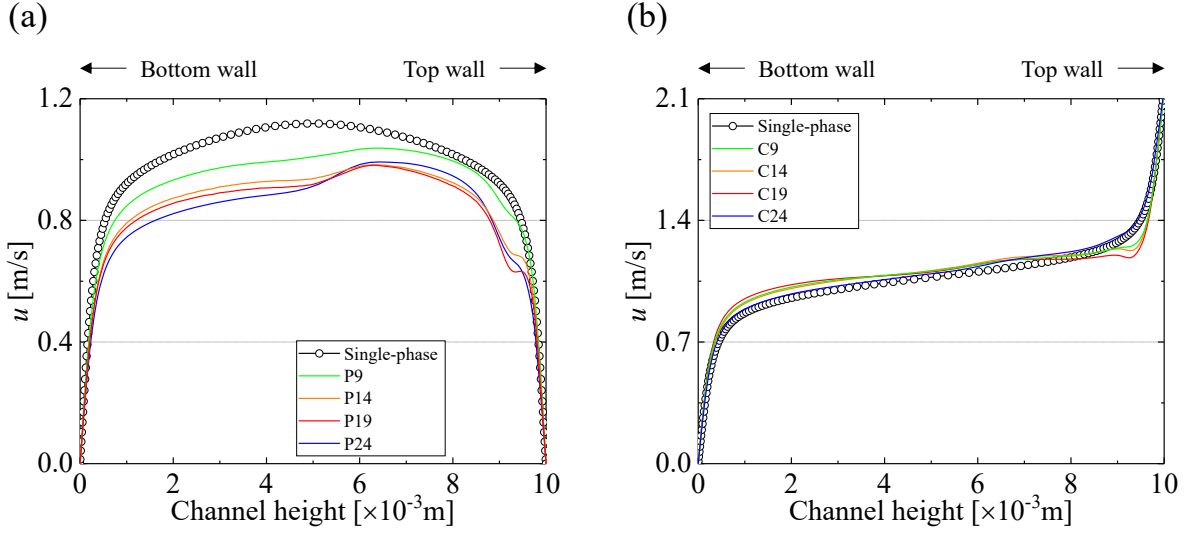 (a)
Bottom wall
Top wall
1.2
0.8
0.4
0.0
u [m/s]
Single-phase
P9
P14
P19
P24
0
2
4
6
8
10
Channel height [×10⁻³m]
(b)
Bottom wall
Top wall
2.1
1.4
0.7
0.0
u [m/s]
Single-phase
C9
C14
C19
C24
0
2
4
6
8
10
Channel height [×10⁻³m]